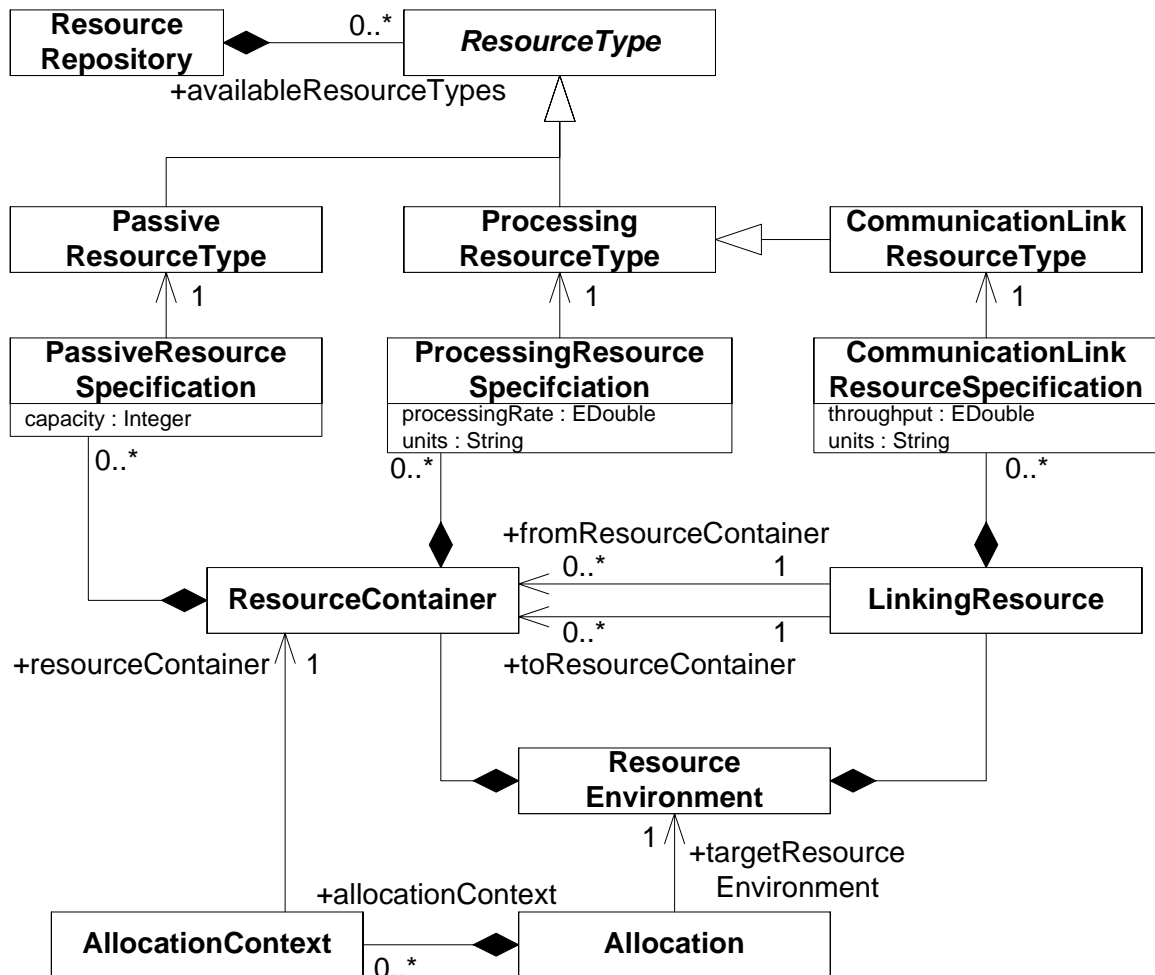 Resource
Repository
0..*
ResourceType
+availableResourceTypes
Passive
ResourceType
Processing
ResourceType
CommunicationLink
ResourceType
1
1
1
PassiveResource
Specification
capacity : Integer
ProcessingResource
Specifciation
processingRate : EDouble
units : String
CommunicationLink
ResourceSpecification
throughput : EDouble
units : String
0..*
0..*
0..*
+fromResourceContainer
0..*
1
ResourceContainer
LinkingResource
0..*
1
+resourceContainer
1
+toResourceContainer
Resource
Environment
1
+targetResource
Environment
+allocationContext
AllocationContext
Allocation
0..*